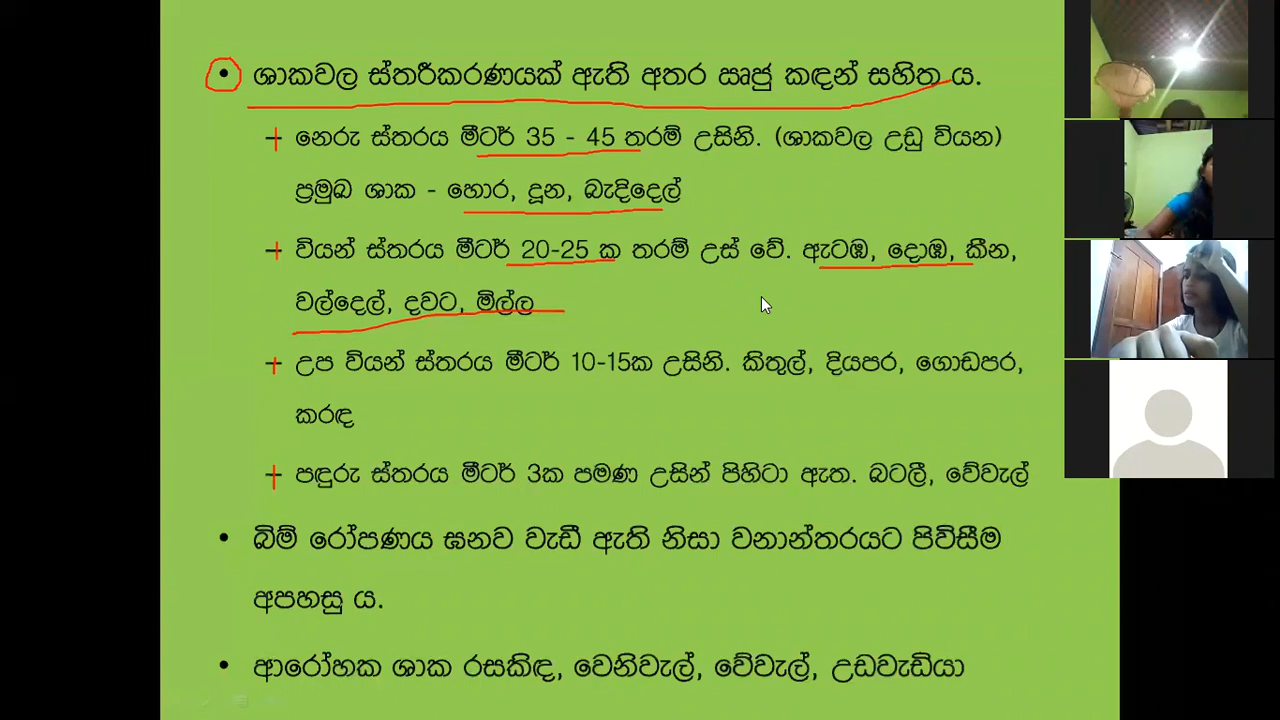 • ශාකවල ස්තරීකරණයක් ඇති අතර ඍජු කඳන් සහිත ය.
– නෙරු ස්තරය මීටර් 35 - 45 තරම් උසිනි. (ශාකවල උඩු වියන)
ප්‍රමුඛ ශාක - හොර, දූන, බැදිදෙල්
– වියන් ස්තරය මීටර් 20-25 ක තරම් උස් වේ. ඇටඹ, දොඹ, කීන,
වල්දෙල්, දවට, මිල්ල
– උප වියන් ස්තරය මීටර් 10-15ක උසිනි. කිතුල්, දියපර, ගොඩපර,
කරඳ
– පඳුරු ස්තරය මීටර් 3ක පමණ උසින් පිහිටා ඇත. බටලී, වේවැල්
• බිම් රෝපණය ඝනව වැඩී ඇති නිසා වනාන්තරයට පිවිසීම
අපහසු ය.
• ආරෝහක ශාක රසකිඳ, වෙනිවැල්, වේවැල්, උඩවැඩියා